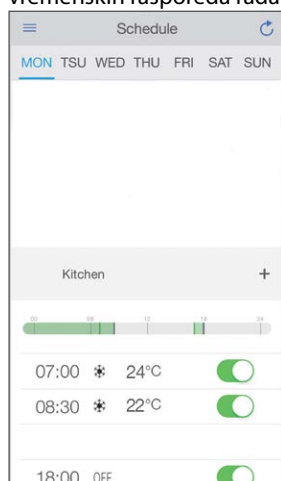 vremenskih rasporeda rada
Schedule
MON TSU WED THU FRI SAT SUN
Kitchen +
00 06 12 18 24
07:00 24°C
08:30 22°C
18:00 OFF